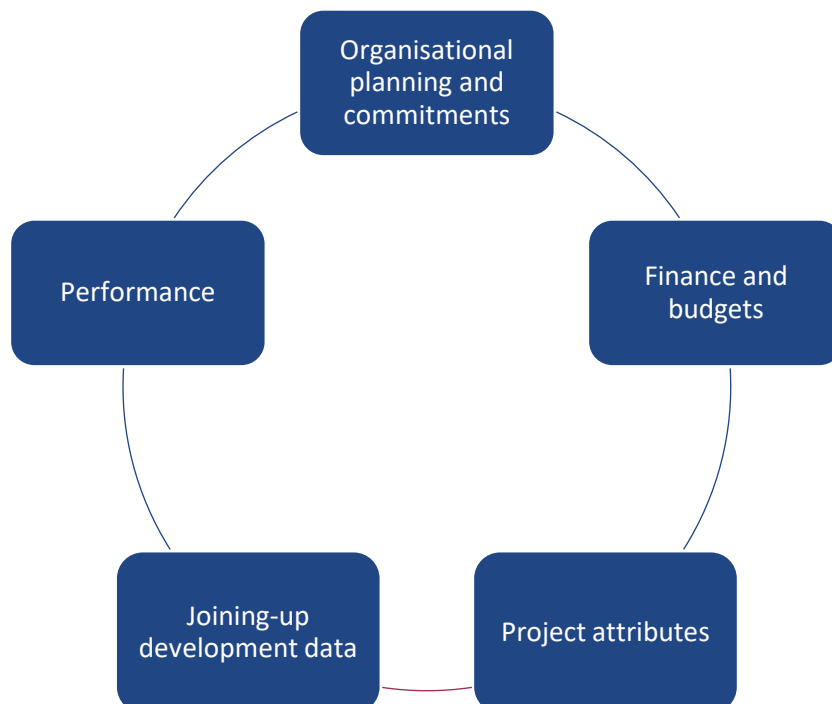 Organisational
planning and
commitments
Performance
Finance and
budgets
Joining-up
development data
Project attributes